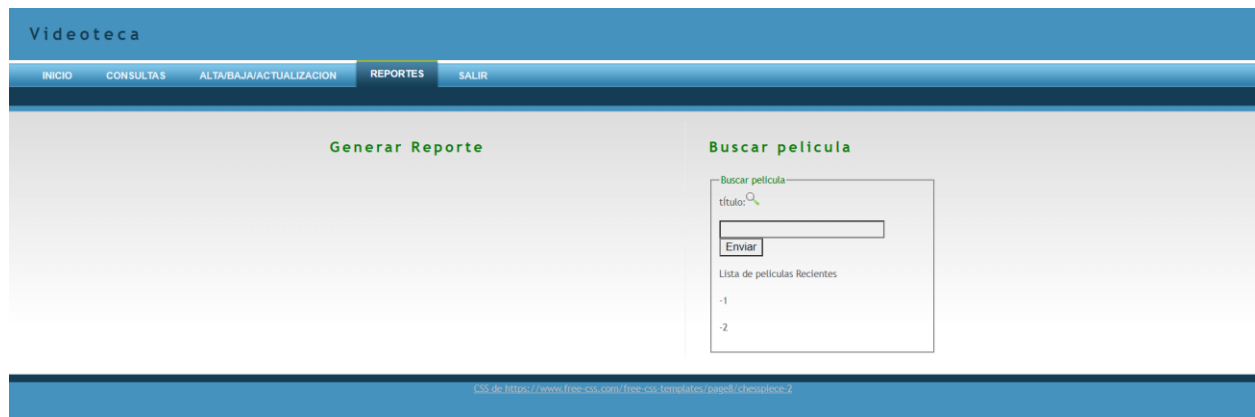 Videoteca
INICIO CONSULTAS ALTA/BAJA/ACTUALIZACION REPORTES SALIR
Generar Reporte
Buscar pelicula
Buscar pelicula
título:
Enviar
Lista de peliculas Recientes
-1
-2
CSS de https://www.free-css.com/free-css-templates/page8/chesspiece-2